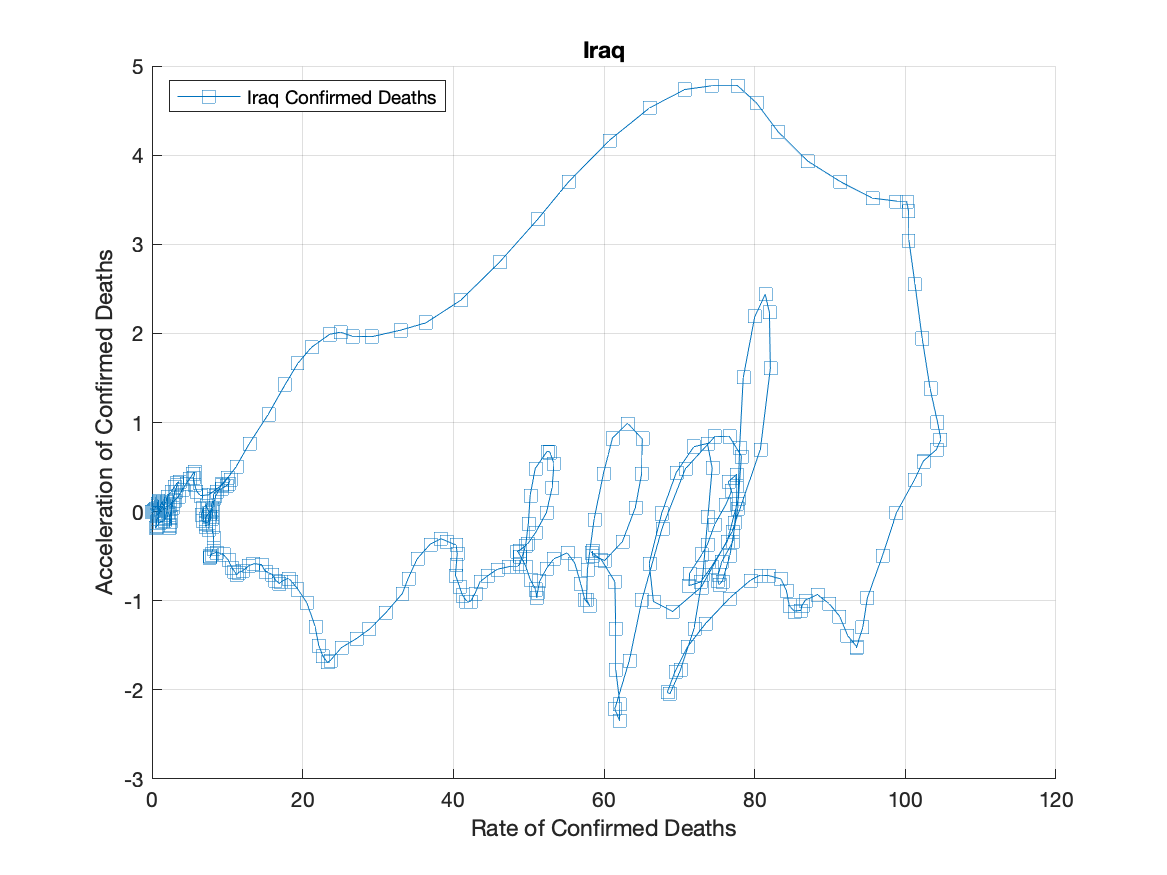 Iraq
5
Iraq Confirmed Deaths
4
3
2
1
0
-1
-2
-3
Acceleration of Confirmed Deaths
0 20 40 60 80 100 120
Rate of Confirmed Deaths